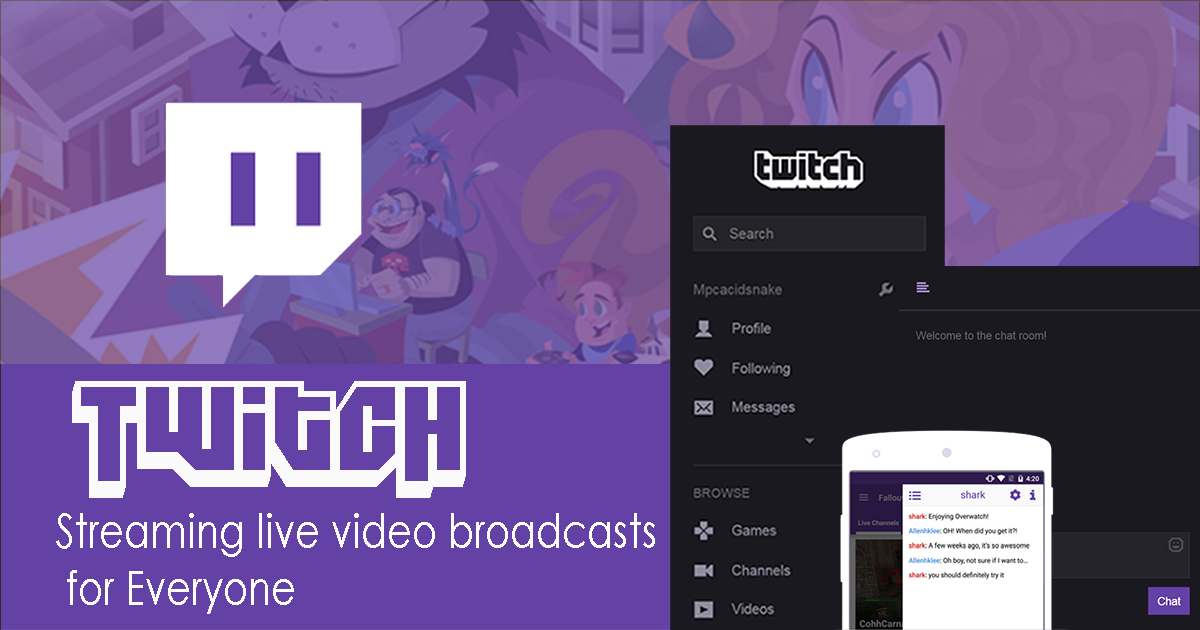 TWitCH
Streaming live video broadcasts
for Everyone
twitch
Search
Mpcacidsnake
Profile
Following
Messages
BROWSE
Games
Channels
Videos
Welcome to the chat room!
Chat
4:20
Live Channels
shark
shark: Enjoying Overwatch!
Allenhklee: OH! When did you get it?!
shark: A few weeks ago, it's so awesome
Allenhklee: Oh boy, not sure if I want to...
shark: you should definitely try it